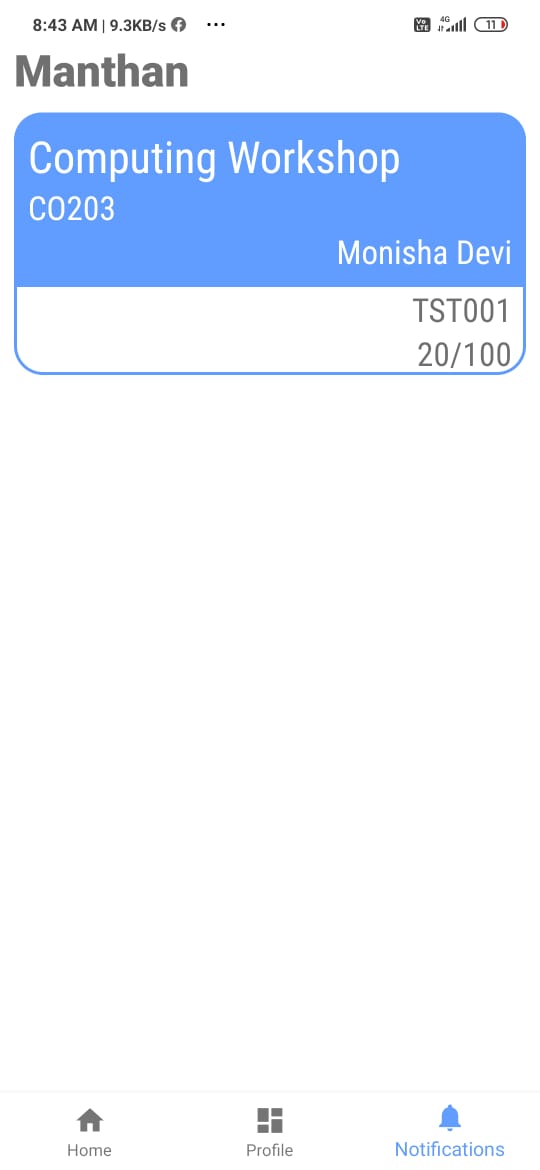 8:43 AM | 9.3KB/s ...
Vo LTE 4G 11
Manthan
Computing Workshop
CO203
Monisha Devi
TST001
20/100
Home Profile Notifications